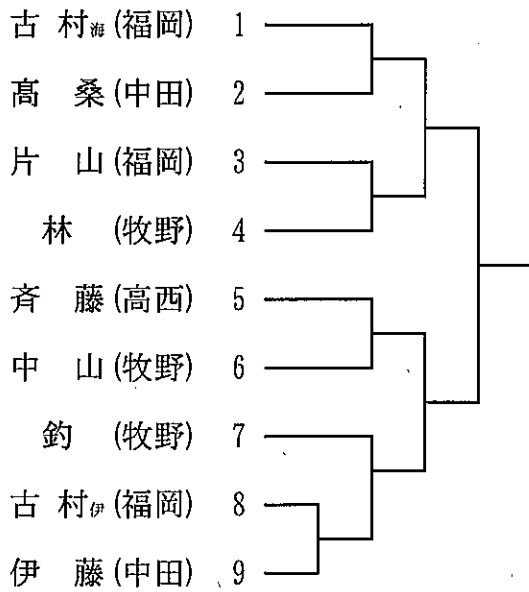 古村海(福岡) 1
髙桑(中田) 2
片山(福岡) 3
林(牧野) 4
斉藤(高西) 5
中山(牧野) 6
釣(牧野) 7
古村伊(福岡) 8
伊藤(中田) 9